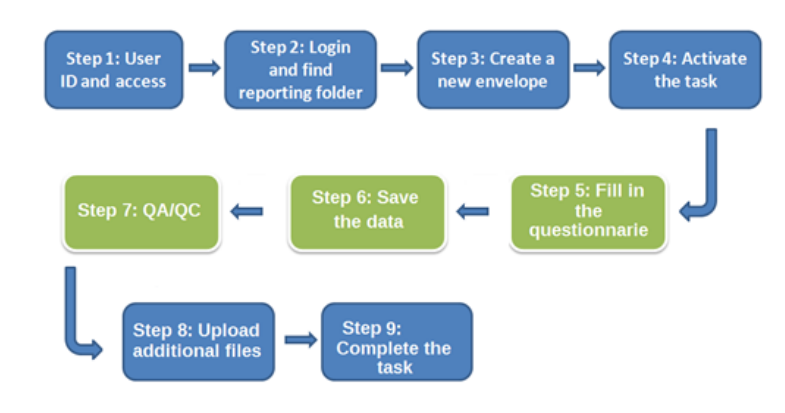 Step 1: User
ID and access
Step 2: Login
and find
reporting folder
Step 3: Create a
new envelope
Step 4: Activate
the task
Step 5: Fill in
the
questionnarie
Step 6: Save
the data
Step 7: QA/QC
Step 8: Upload
additional files
Step 9:
Complete the
task